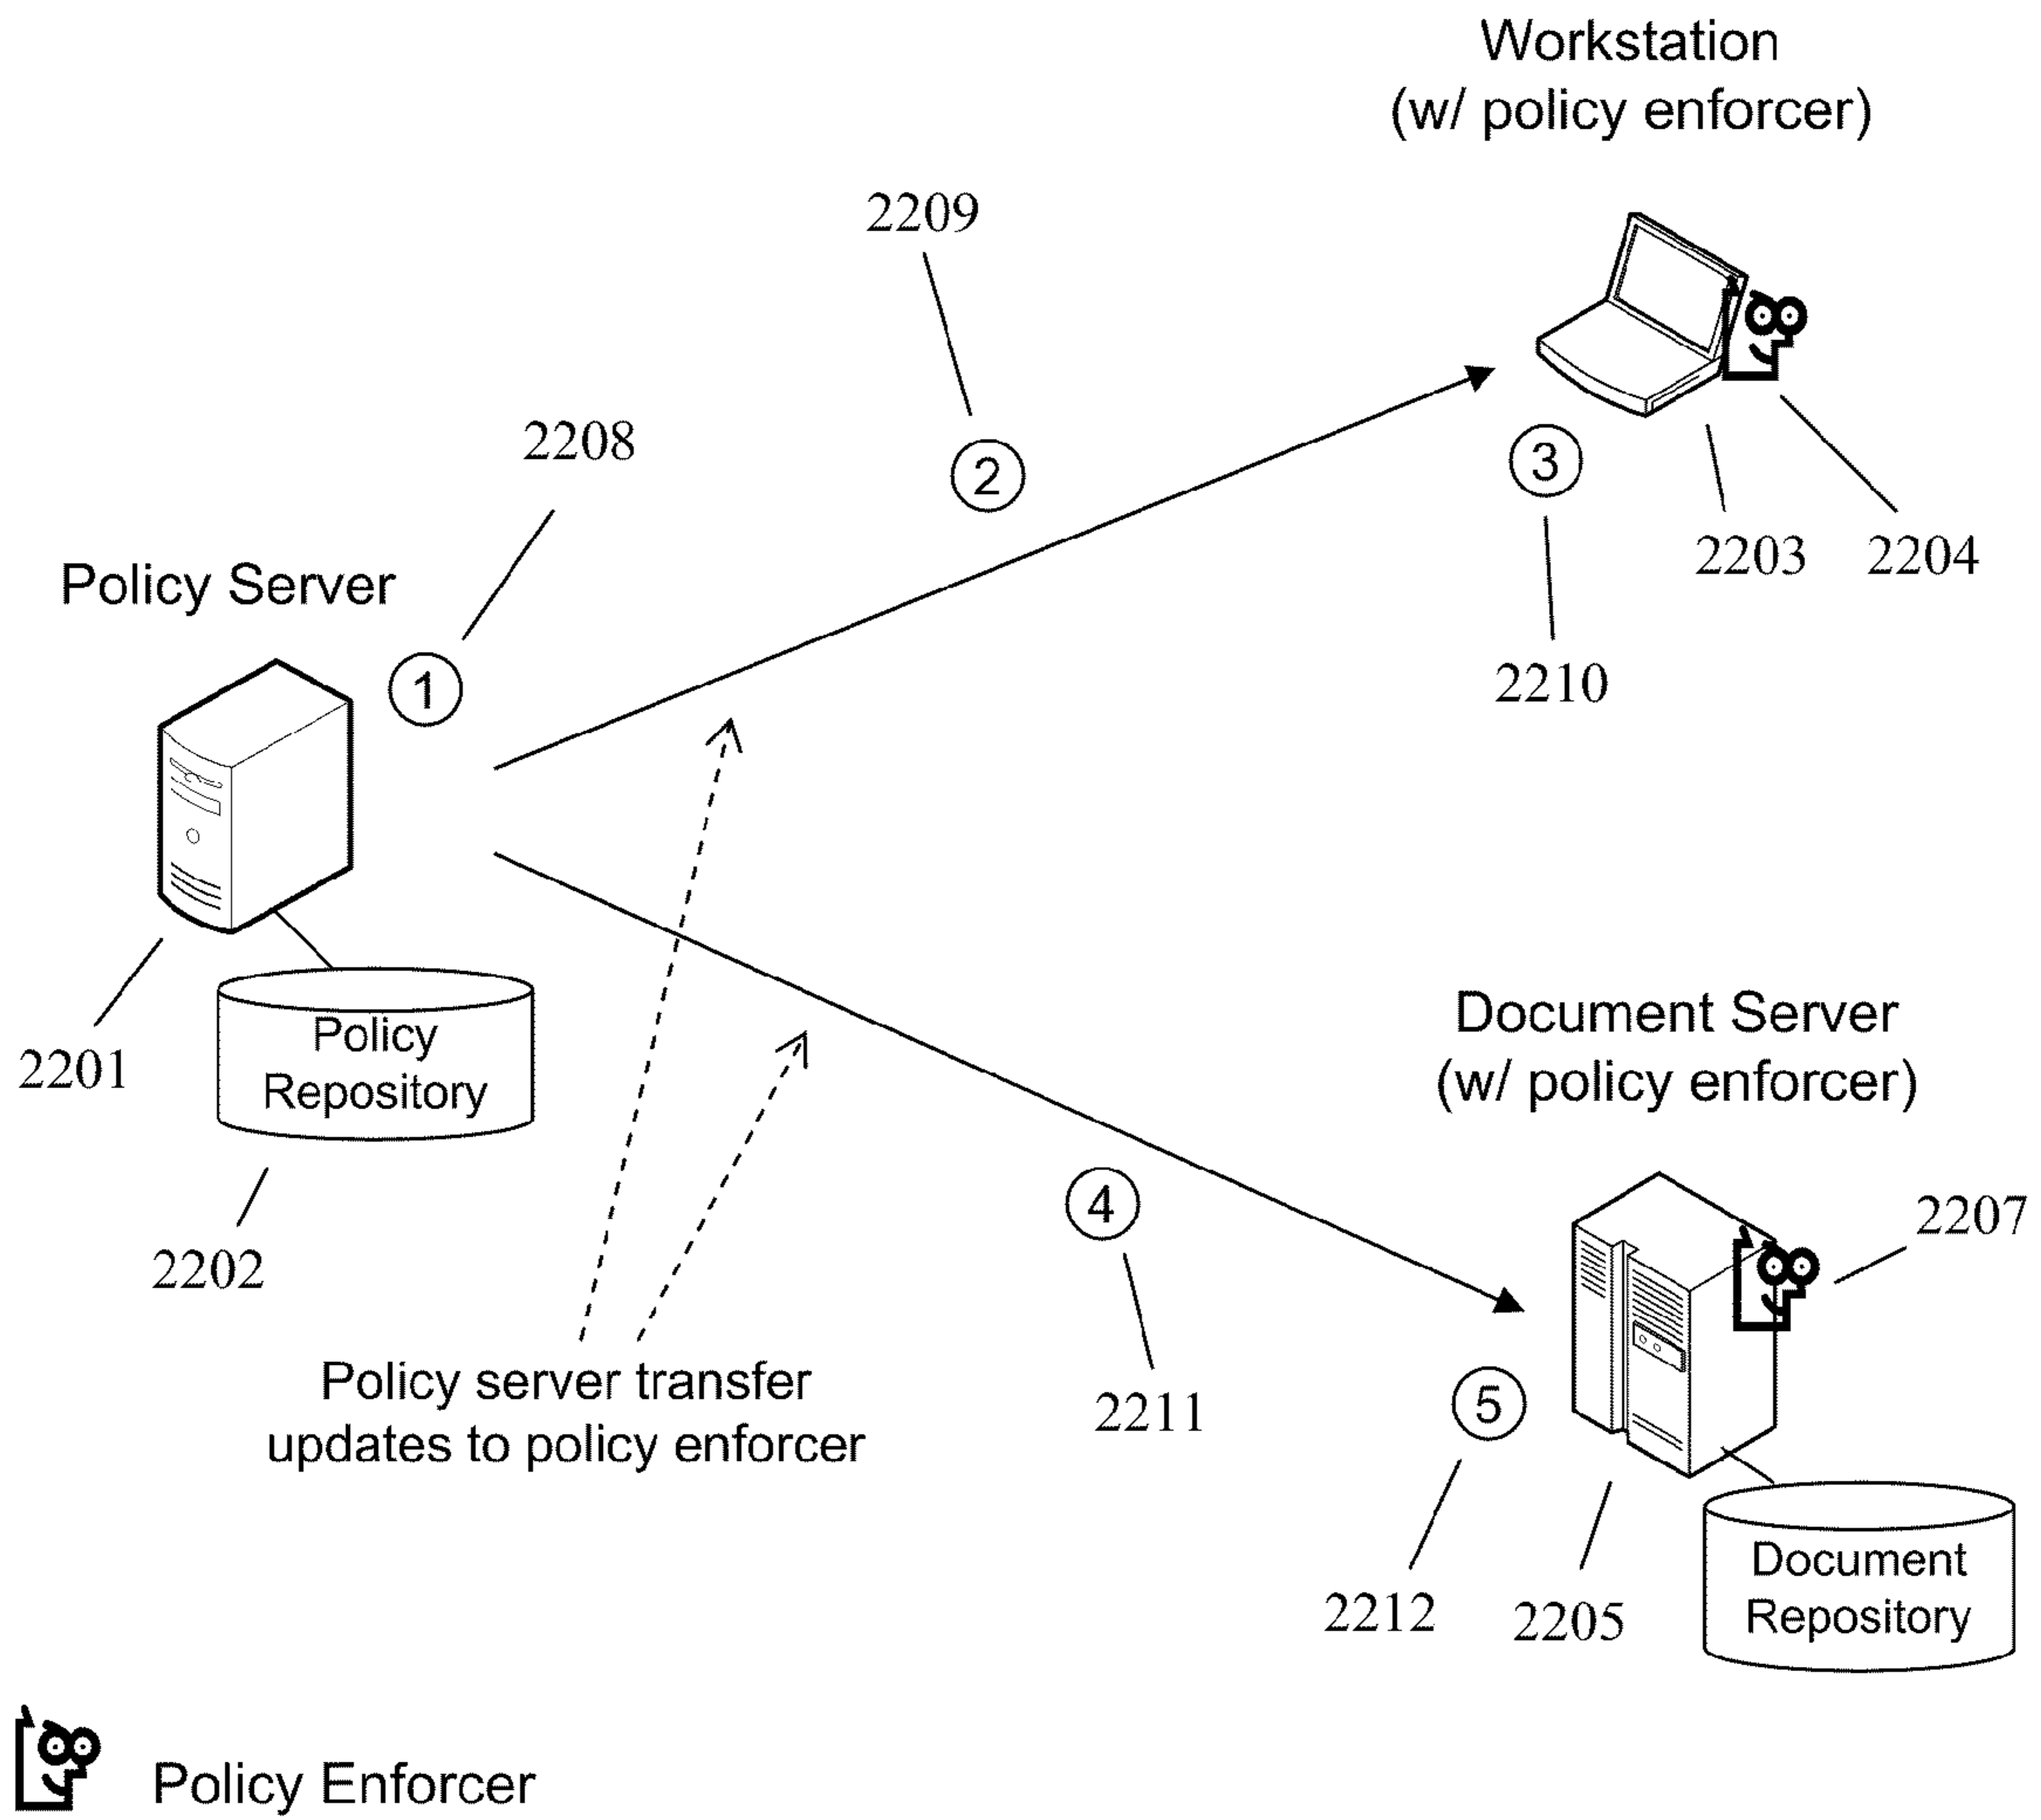 Workstation
(w/ policy enforcer)
2209
2208
2
3
2203
2204
Policy Server
1
2210
2201
Policy
Repository
2202
Document Server
(w/ policy enforcer)
4
2207
Policy server transfer
updates to policy enforcer
2211
5
2212
2205
Document
Repository
Policy Enforcer